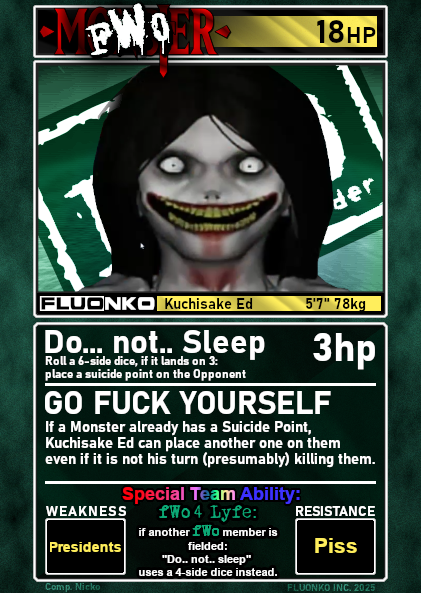 MONSTER
fWo
18HP
der
FLUONKO Kuchisake Ed 5'7" 78kg
Do... not.. Sleep 3hp
Roll a 6-side dice, if it lands on 3:
place a suicide point on the Opponent
GO FUCK YOURSELF
If a Monster already has a Suicide Point,
Kuchisake Ed can place another one on them
even if it is not his turn (presumably) killing them.
Special Team Ability:
fWo 4 Lyfe:
if another fWo member is
fielded:
"Do.. not.. sleep"
uses a 4-side dice instead.
WEAKNESS
Presidents
RESISTANCE
Piss
Comp. Nicko
FLUONKO INC. 2025